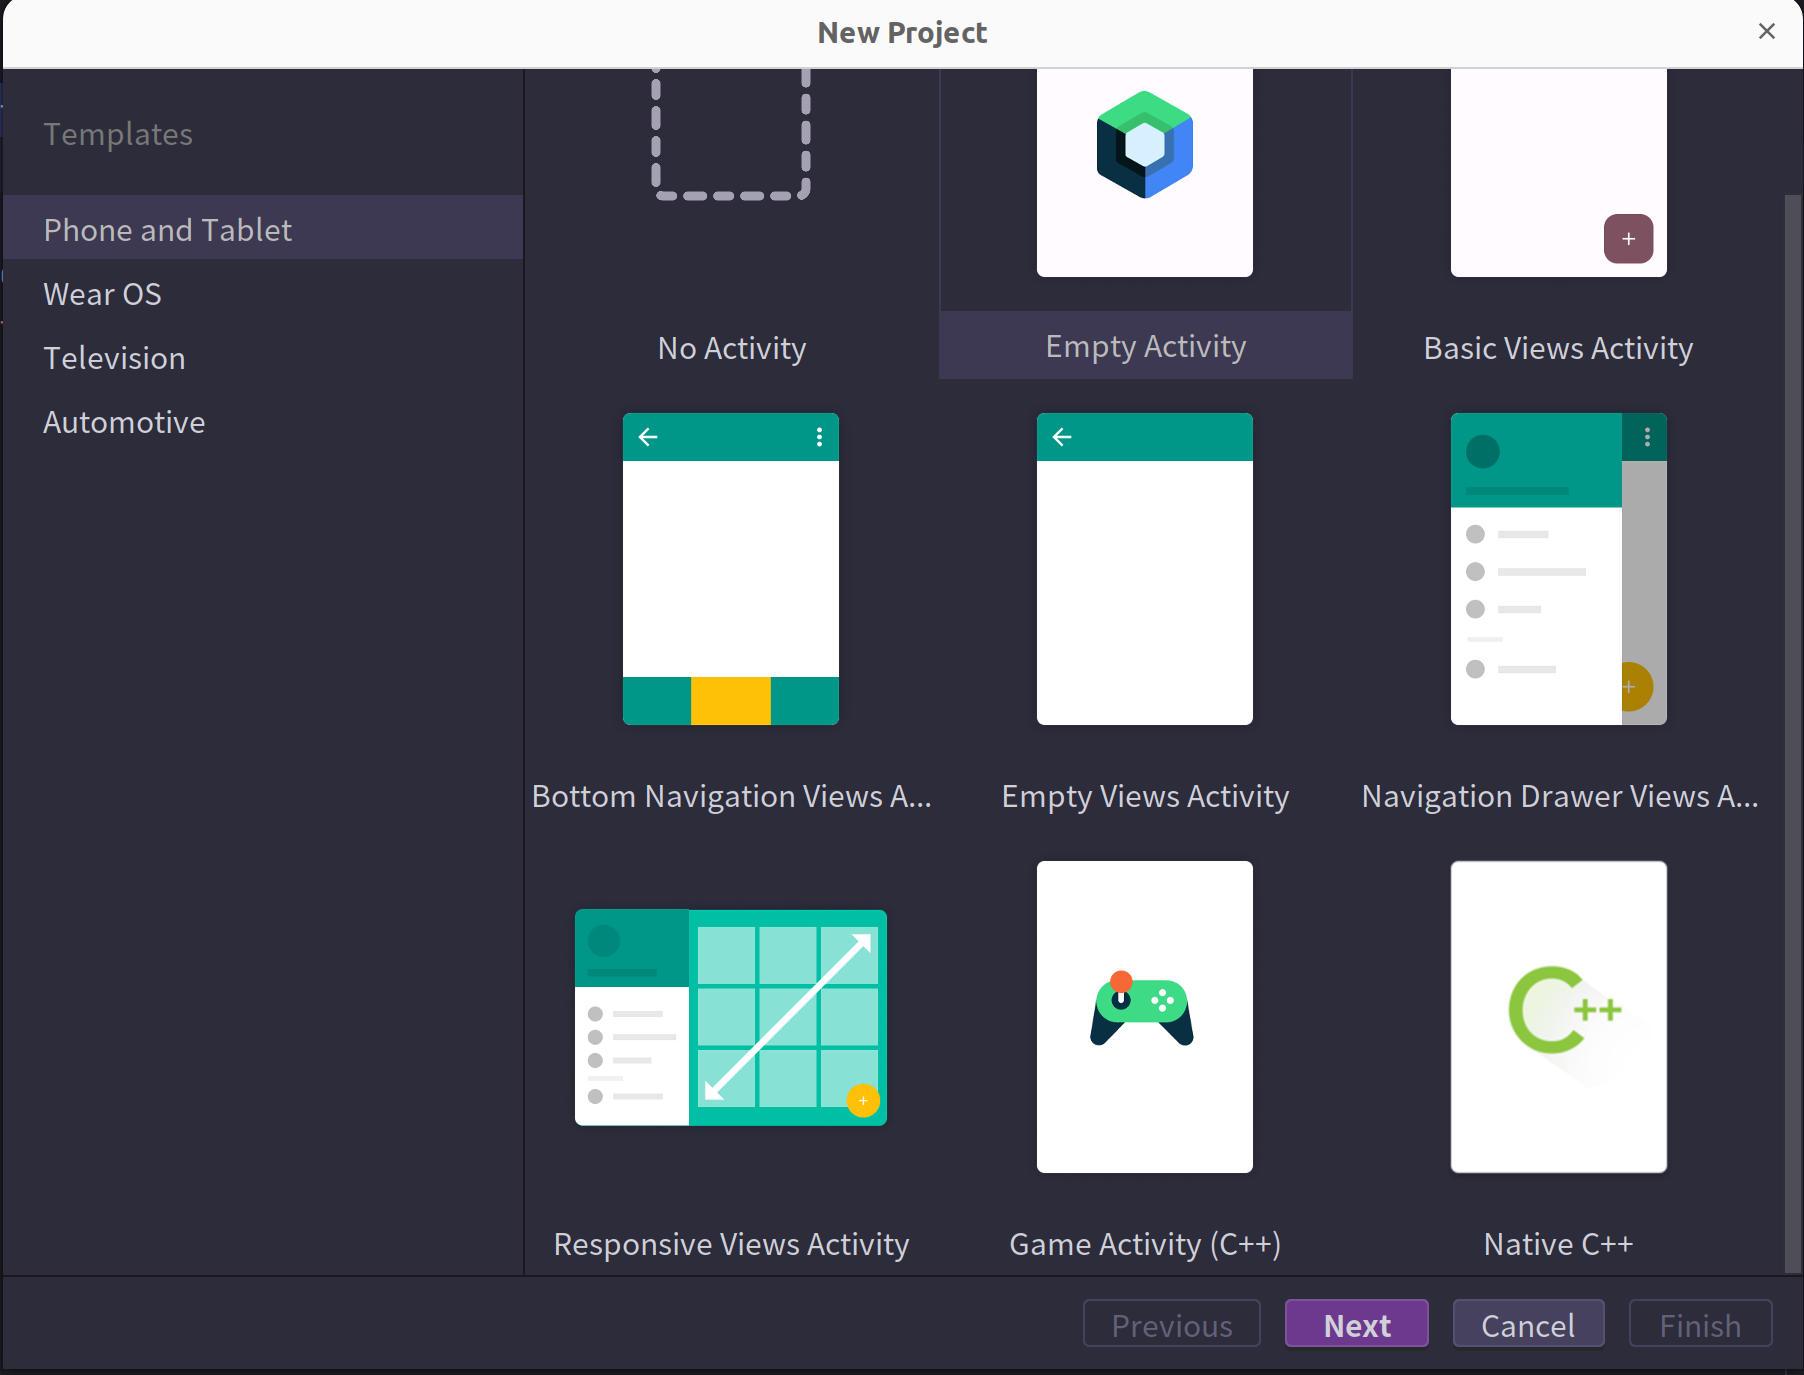 New Project
Templates
Phone and Tablet
Wear OS
Television
Automotive
No Activity
Empty Activity
Basic Views Activity
Bottom Navigation Views A...
Empty Views Activity
Navigation Drawer Views A...
C++
Responsive Views Activity
Game Activity (C++)
Native C++
Previous
Next
Cancel
Finish